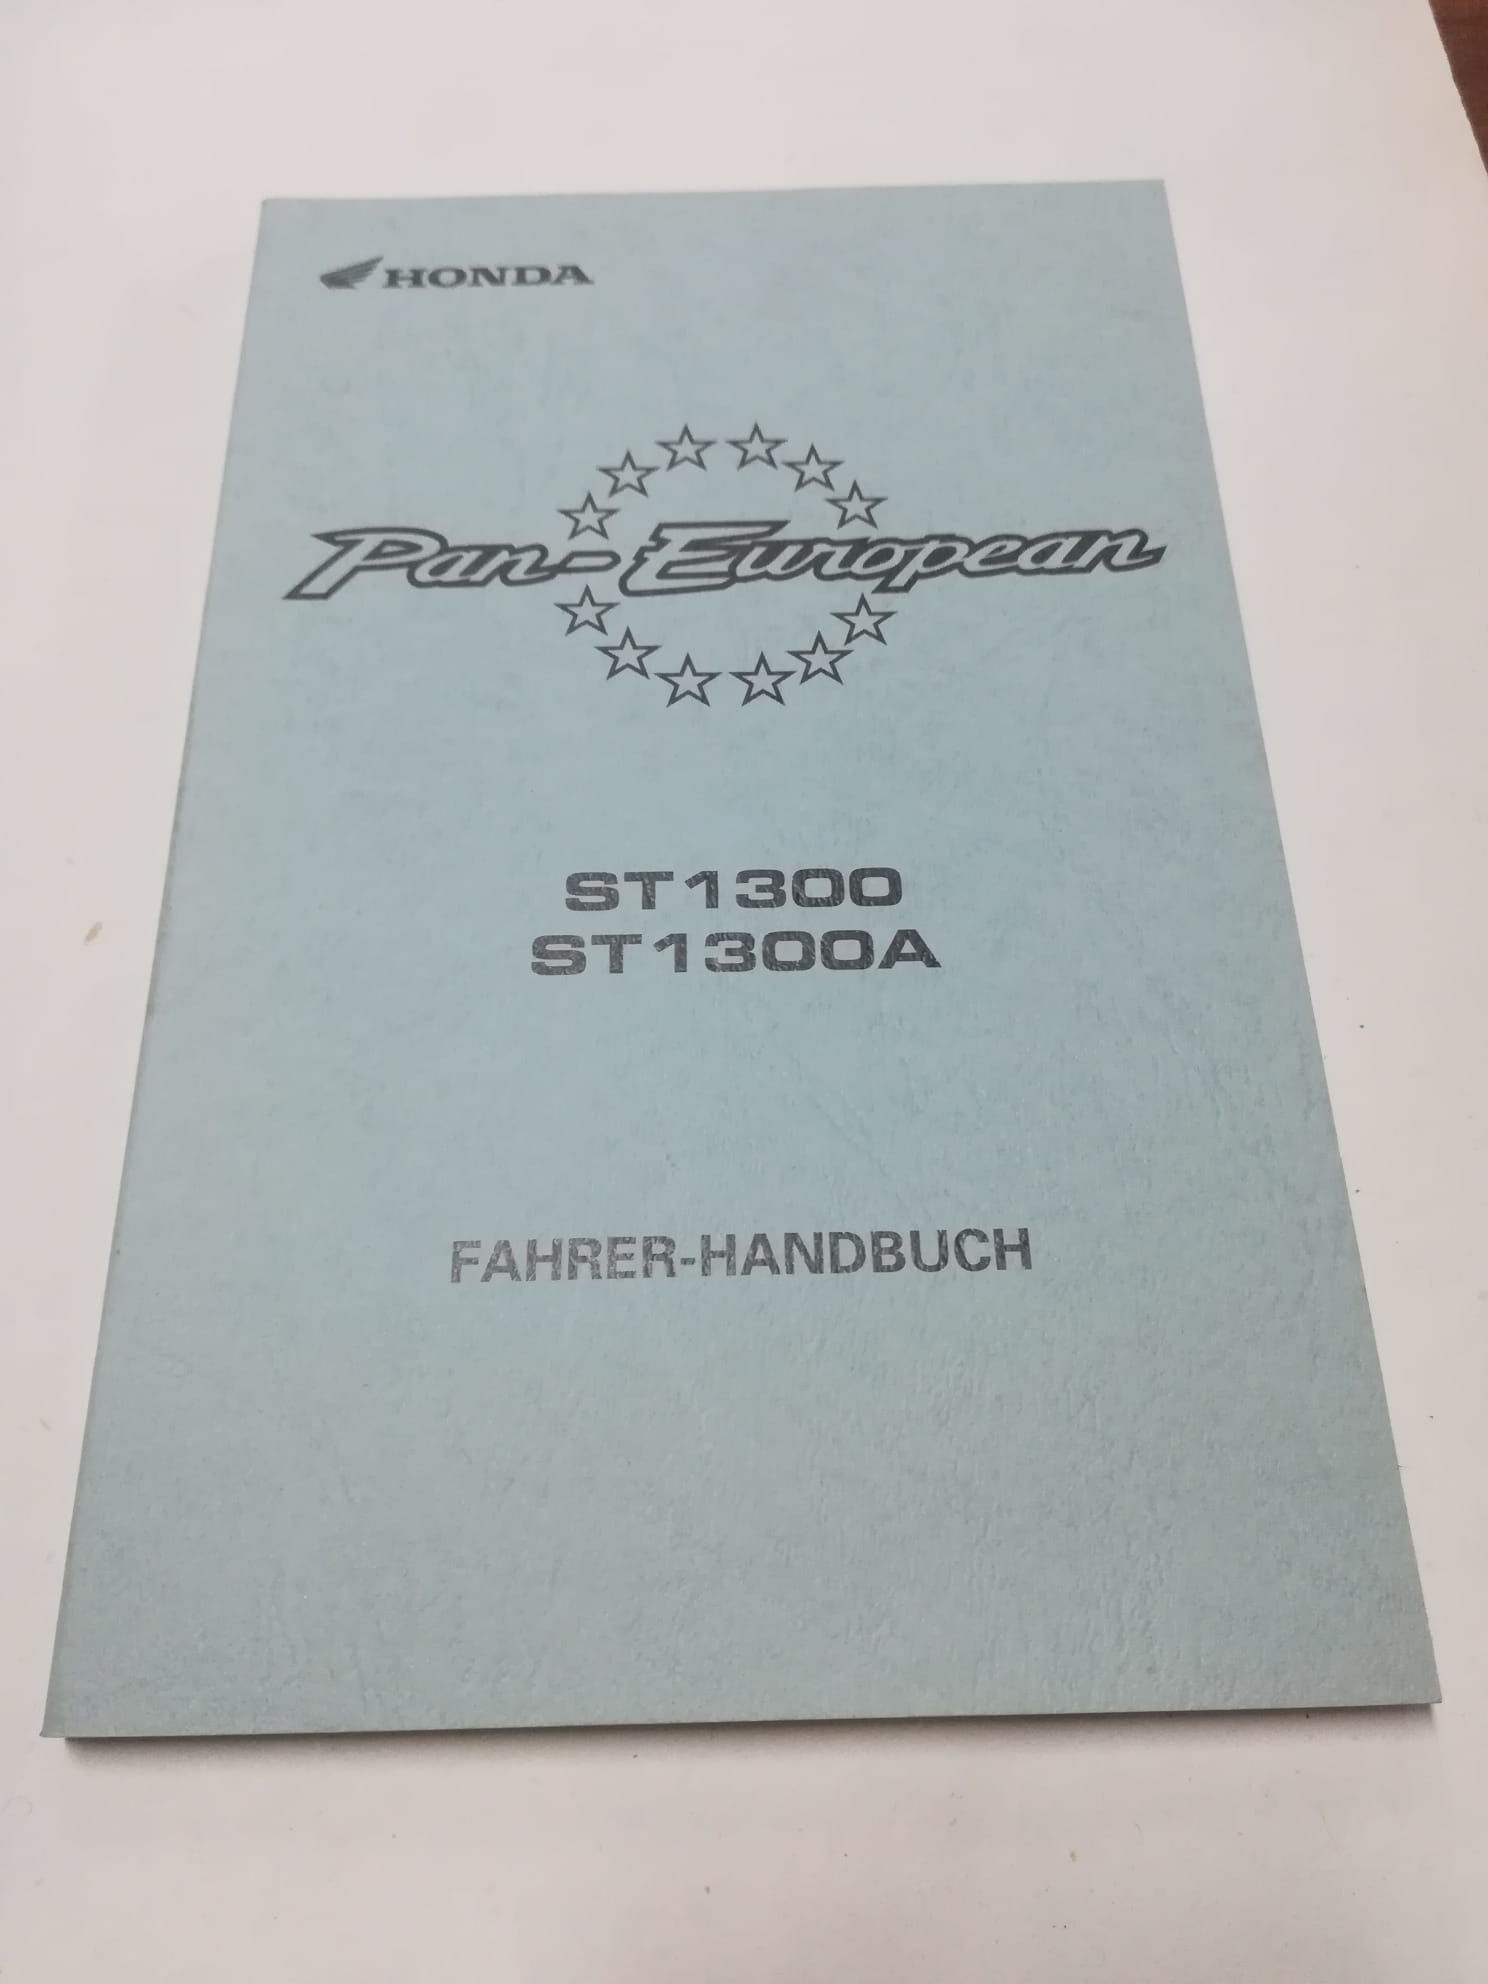 HONDA
Pan-European
ST1300
ST1300A
FAHRER-HANDBUCH